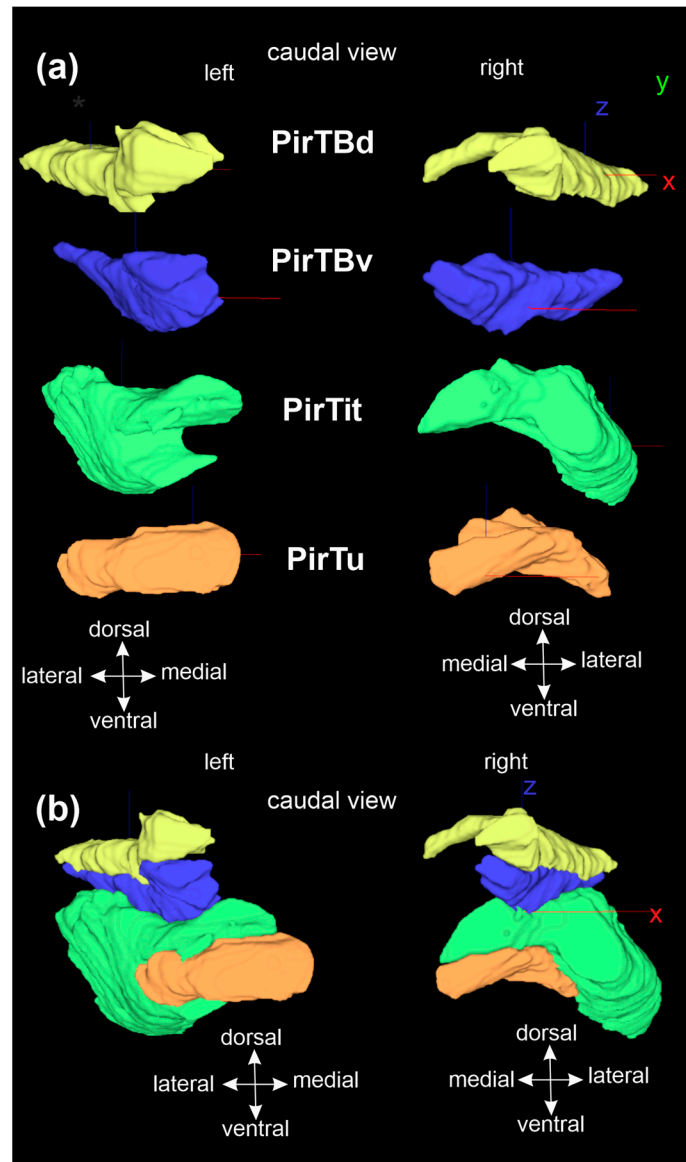 (a)
caudal view
left
right
*
y
z
x
PirTBd
PirTBv
PirTit
PirTu
dorsal
lateral
medial
ventral
dorsal
medial
lateral
ventral
left
right
(b)
caudal view
z
x
dorsal
lateral
medial
ventral
dorsal
medial
lateral
ventral